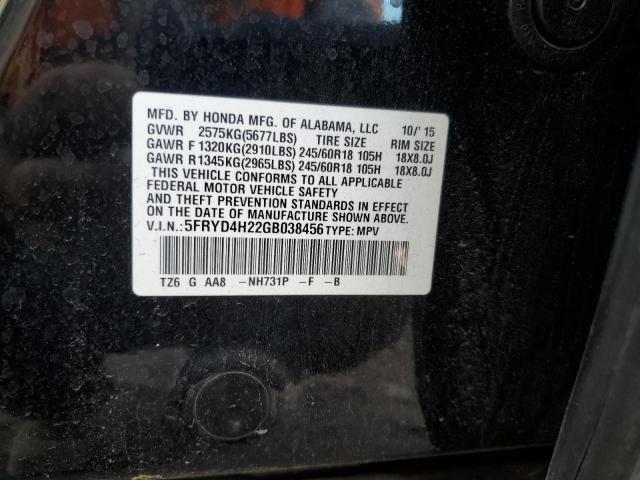 MFD. BY HONDA MFG. OF ALABAMA, LLC 10/'15
GVWR 2575KG(5677LBS) TIRE SIZE RIM SIZE
GAWR F 1320KG(2910LBS) 245/60R18 105H 18X8.0J
GAWR R1345KG(2965LBS) 245/60R18 105H 18X8.0J
THIS VEHICLE CONFORMS TO ALL APPLICABLE
FEDERAL MOTOR VEHICLE SAFETY
AND THEFT PREVENTION STANDARDS IN EFFECT
ON THE DATE OF MANUFACTURE SHOWN ABOVE.
V.I.N.:5FRYD4H22GB038456 TYPE: MPV
TZ6 G AA8 -NH731P -F -B